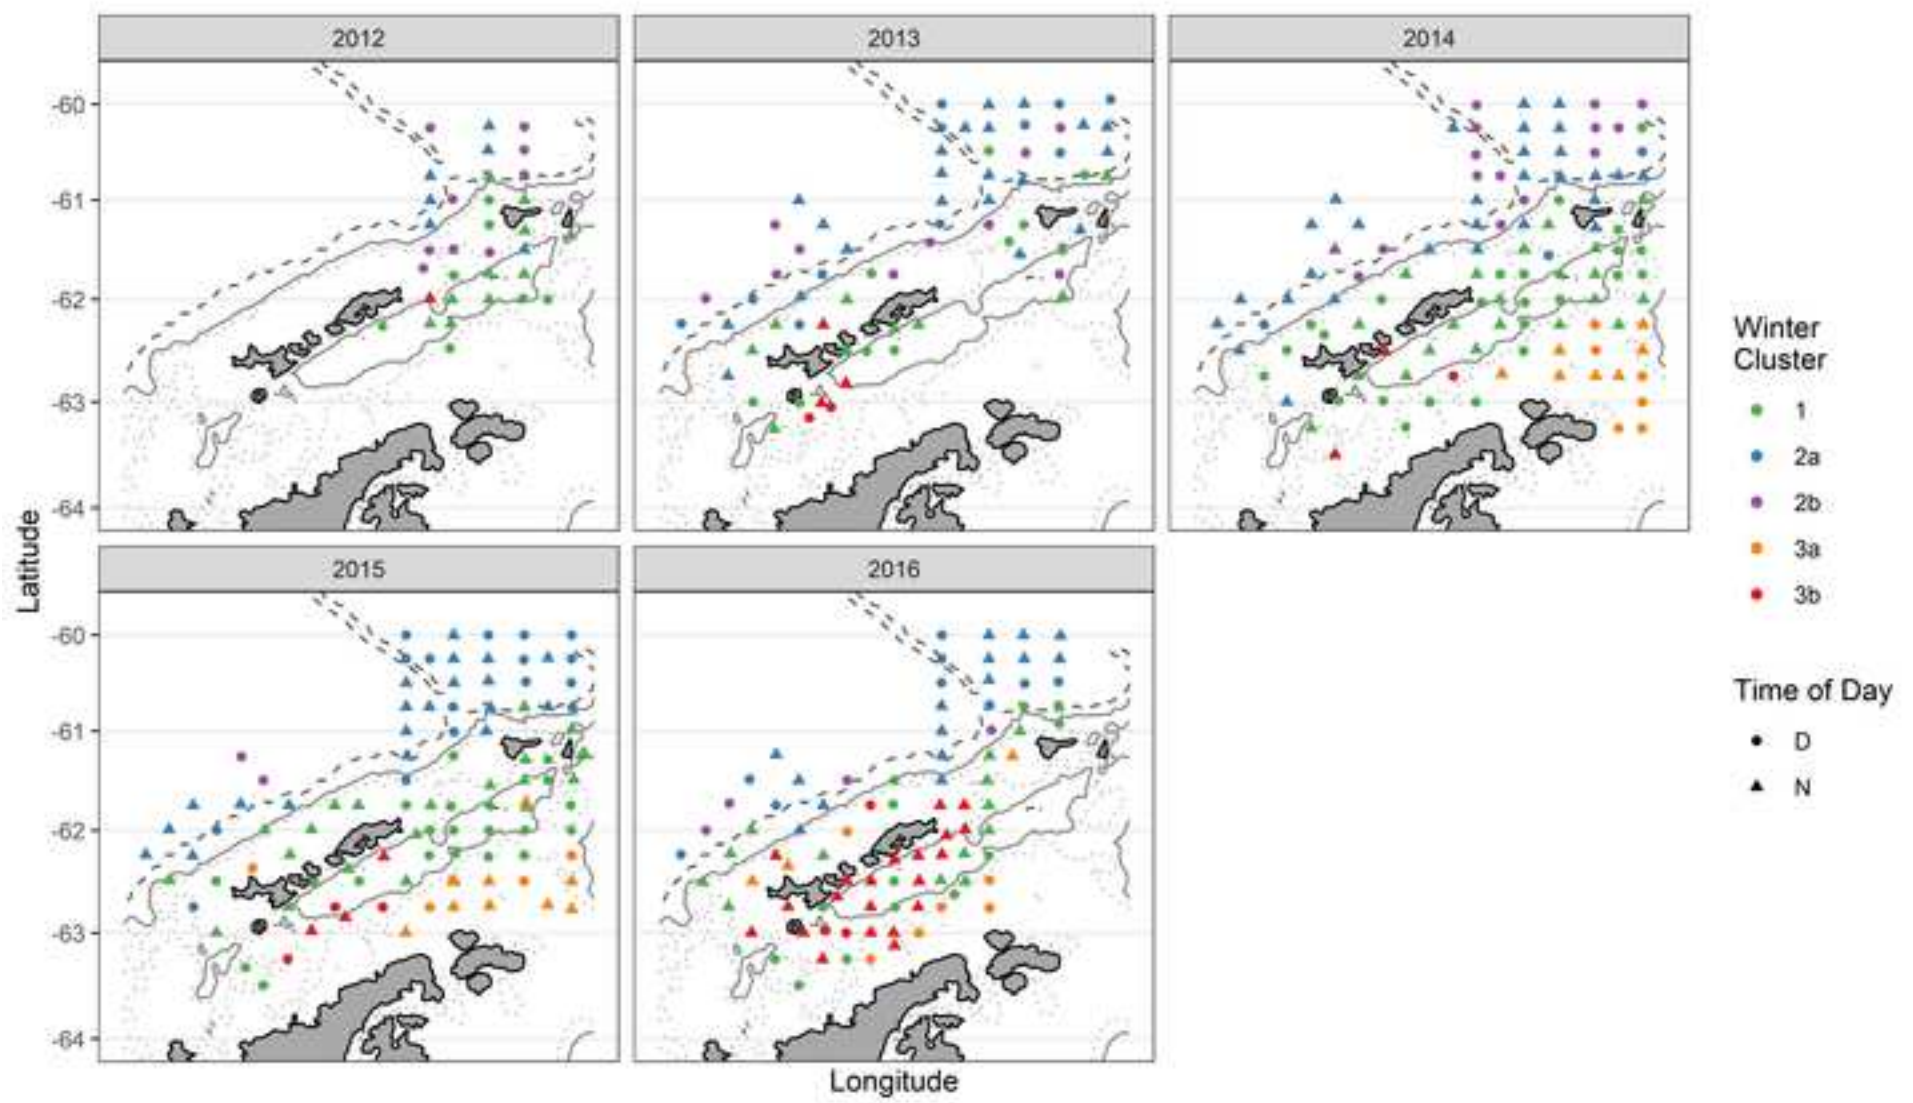 2012 2013 2014
-60
-61
-62
-63
-64
2015 2016
-60
-61
-62
-63
-64
Latitude
Longitude
Winter
Cluster
1
2a
2b
3a
3b
Time of Day
D
N